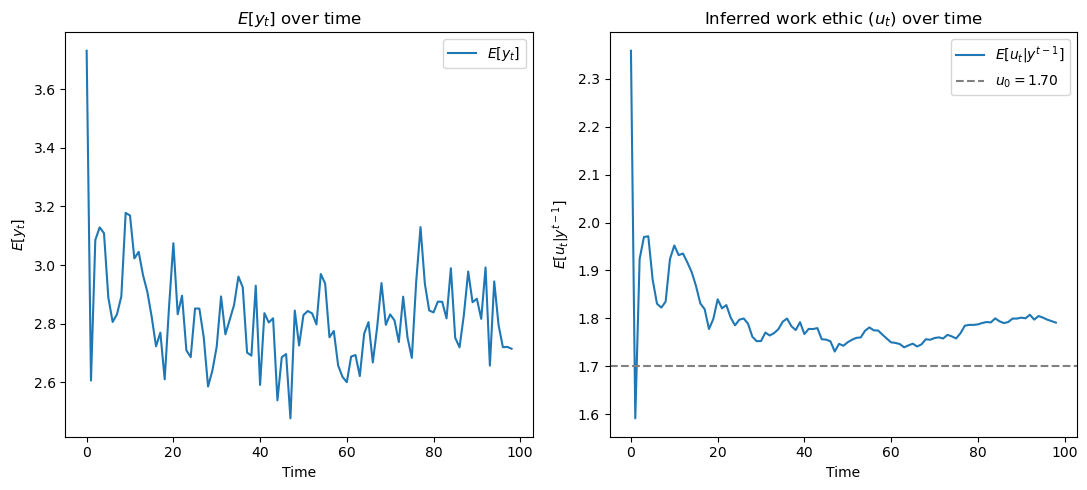 E[y_t] over time
E[y_t]
3.6
3.4
3.2
3.0
2.8
2.6
0 20 40 60 80 100
Time
E[y_t]
Inferred work ethic (u_t) over time
E[u_t|y^{t−1}]
u_0 = 1.70
2.3
2.2
2.1
2.0
1.9
1.8
1.7
1.6
0 20 40 60 80 100
Time
E[u_t|y^{t−1}]